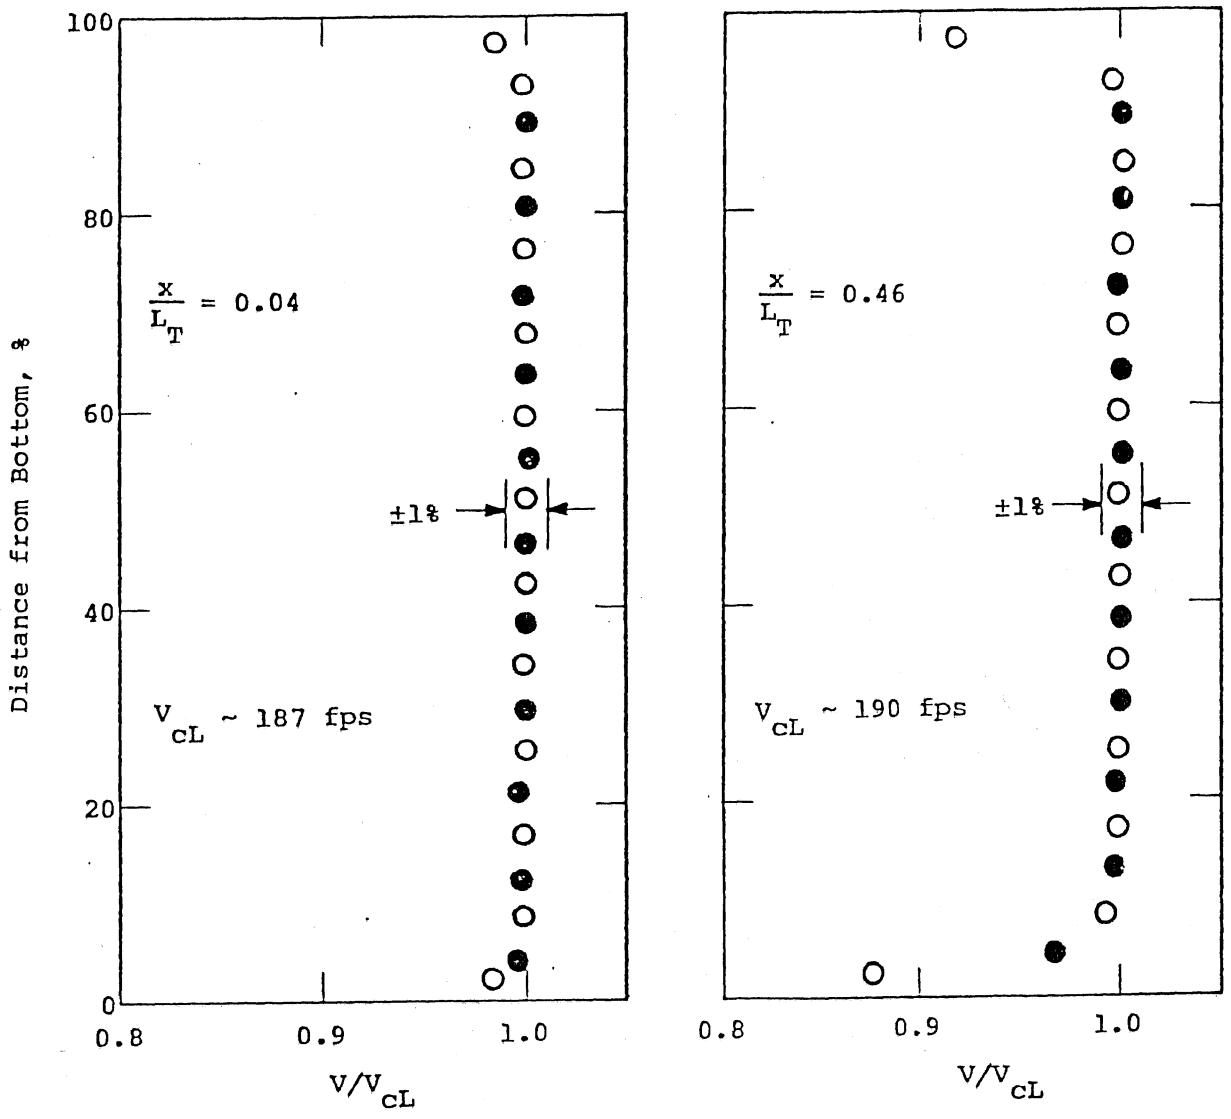 Distance from Bottom, %
100
80
60
40
20
0
x/L_T = 0.04
±1%
V_cL ~ 187 fps
0.8 0.9 1.0
V/V_cL
x/L_T = 0.46
±1%
V_cL ~ 190 fps
0.8 0.9 1.0
V/V_cL